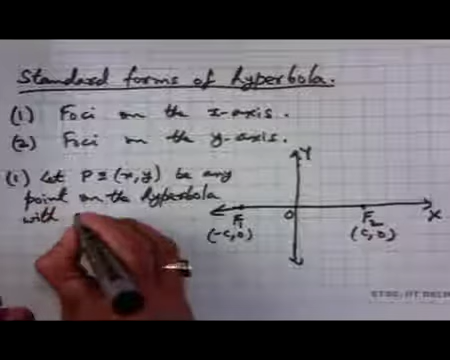 Standard forms of hyperbola.
(1) Foci on the x-axis.
(2) Foci on the y-axis.
(1) Let P ≡ (x, y) be any
point on the hyperbola
with
Y
O
F₁
F₂
X
(-c, 0)
(c, 0)